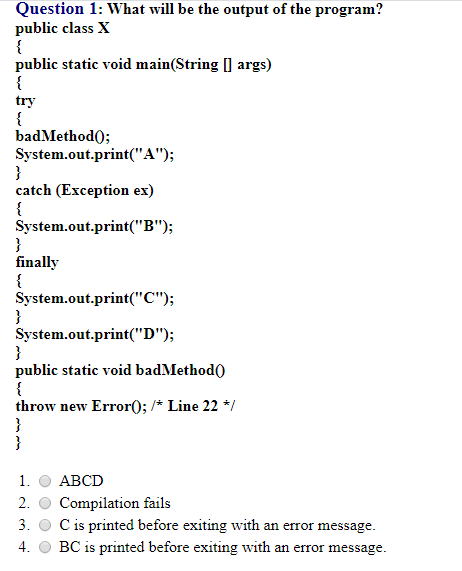 Question 1: What will be the output of the program?
public class X
{
public static void main(String [] args)
{
try
{
badMethod();
System.out.print("A");
}
catch (Exception ex)
{
System.out.print("B");
}
finally
{
System.out.print("C");
}
System.out.print("D");
}
public static void badMethod()
{
throw new Error(); /* Line 22 */
}
}
1. ABCD
2. Compilation fails
3. C is printed before exiting with an error message.
4. BC is printed before exiting with an error message.